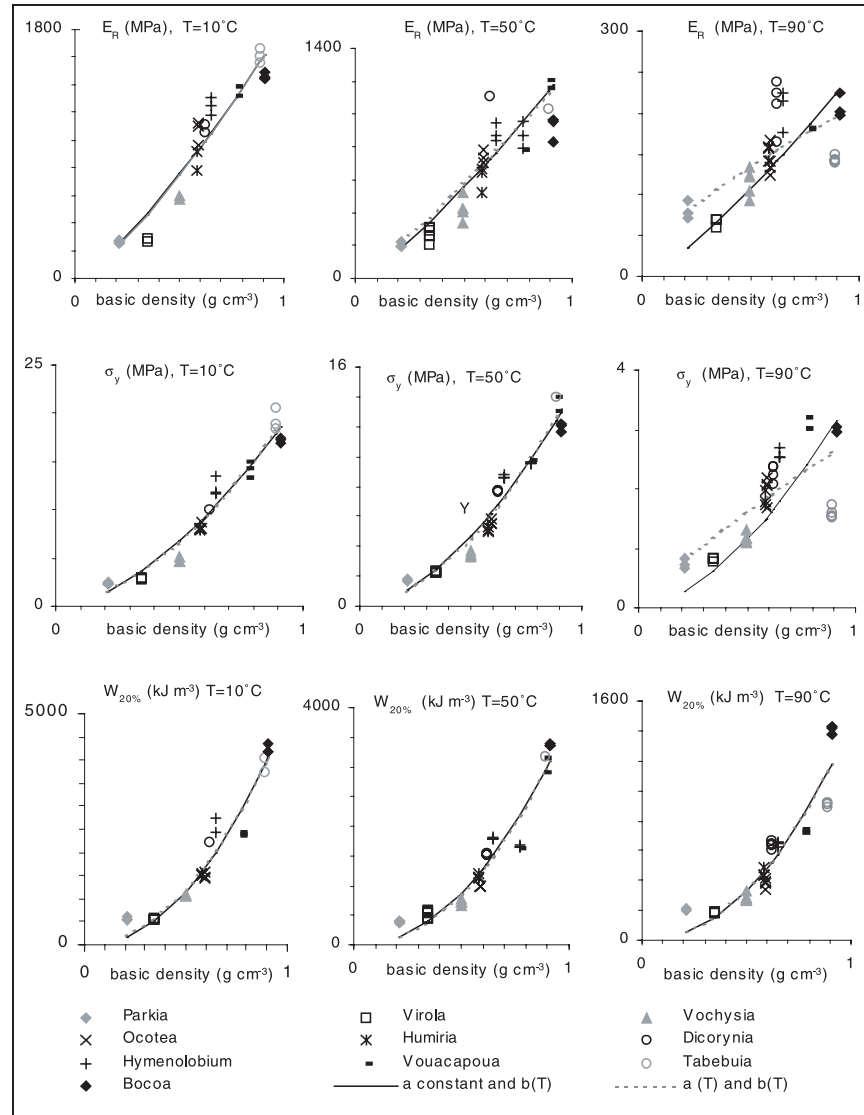 E_R (MPa), T=10˚C
1800
0
0 basic density (g cm⁻³) 1
E_R (MPa) T=50˚C
1400
0
0 basic density (g cm⁻³) 1
E_R (MPa) T=90˚C
300
0
0 basic density (g cm⁻³) 1
σ_y (MPa), T=10˚C
25
0
0 basic density (g cm⁻³) 1
σ_y (MPa), T=50˚C
16
Y
0
0 basic density (g cm⁻³) 1
σ_y (MPa), T=90˚C
4
0
0 basic density (g cm⁻³) 1
W_20% (kJ m⁻³) T=10˚C
5000
0
0 basic density (g cm⁻³) 1
W_20% (kJ m⁻³) T=50˚C
4000
0
0 basic density (g cm⁻³) 1
W_20% (kJ m⁻³) T=90˚C
1600
0
0 basic density (g cm⁻³) 1
Parkia Virola Vochysia
Ocotea Humiria Dicorynia
Hymenolobium Vouacapoua Tabebuia
Bocoa a constant and b(T) a (T) and b(T)